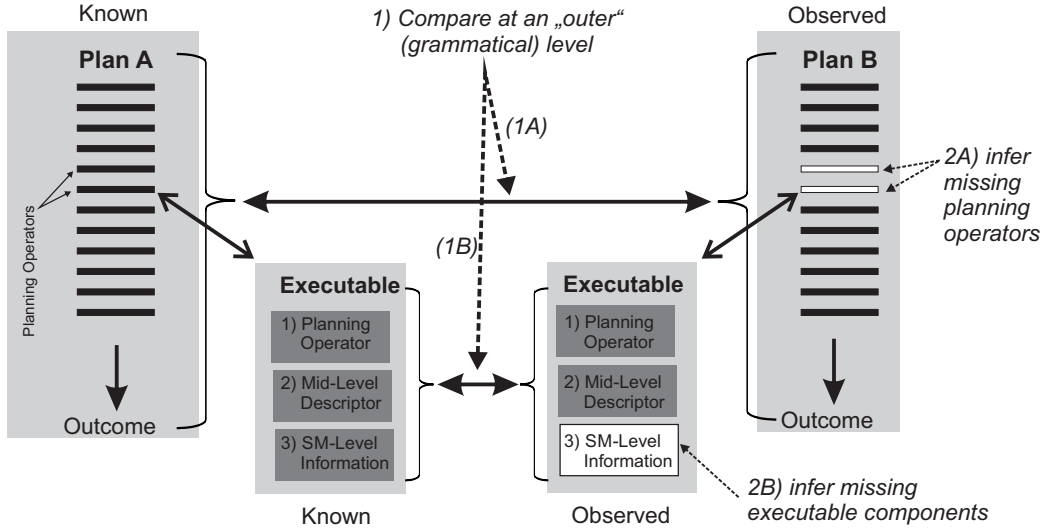 Known
Plan A
Planning Operators
Outcome
1) Compare at an „outer“
(grammatical) level
(1A)
(1B)
Observed
Plan B
2A) infer
missing
planning
operators
Outcome
Executable
1) Planning
Operator
2) Mid-Level
Descriptor
3) SM-Level
Information
Known
Executable
1) Planning
Operator
2) Mid-Level
Descriptor
3) SM-Level
Information
Observed
2B) infer missing
executable components